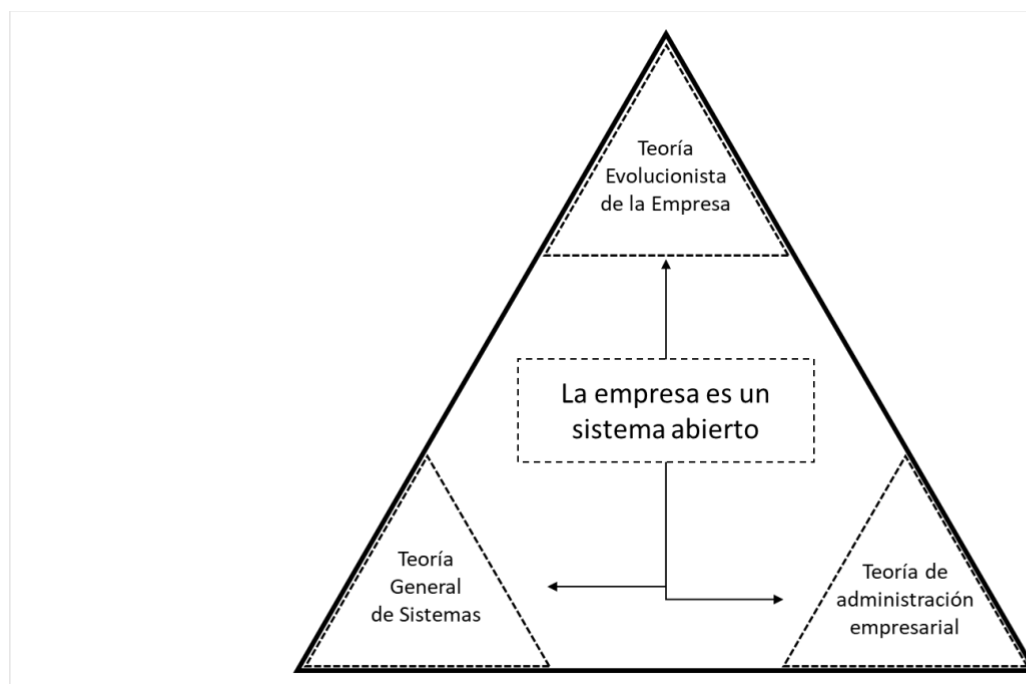 Teoría
Evolucionista
de la Empresa
La empresa es un
sistema abierto
Teoría
General
de Sistemas
Teoría de
administración
empresarial